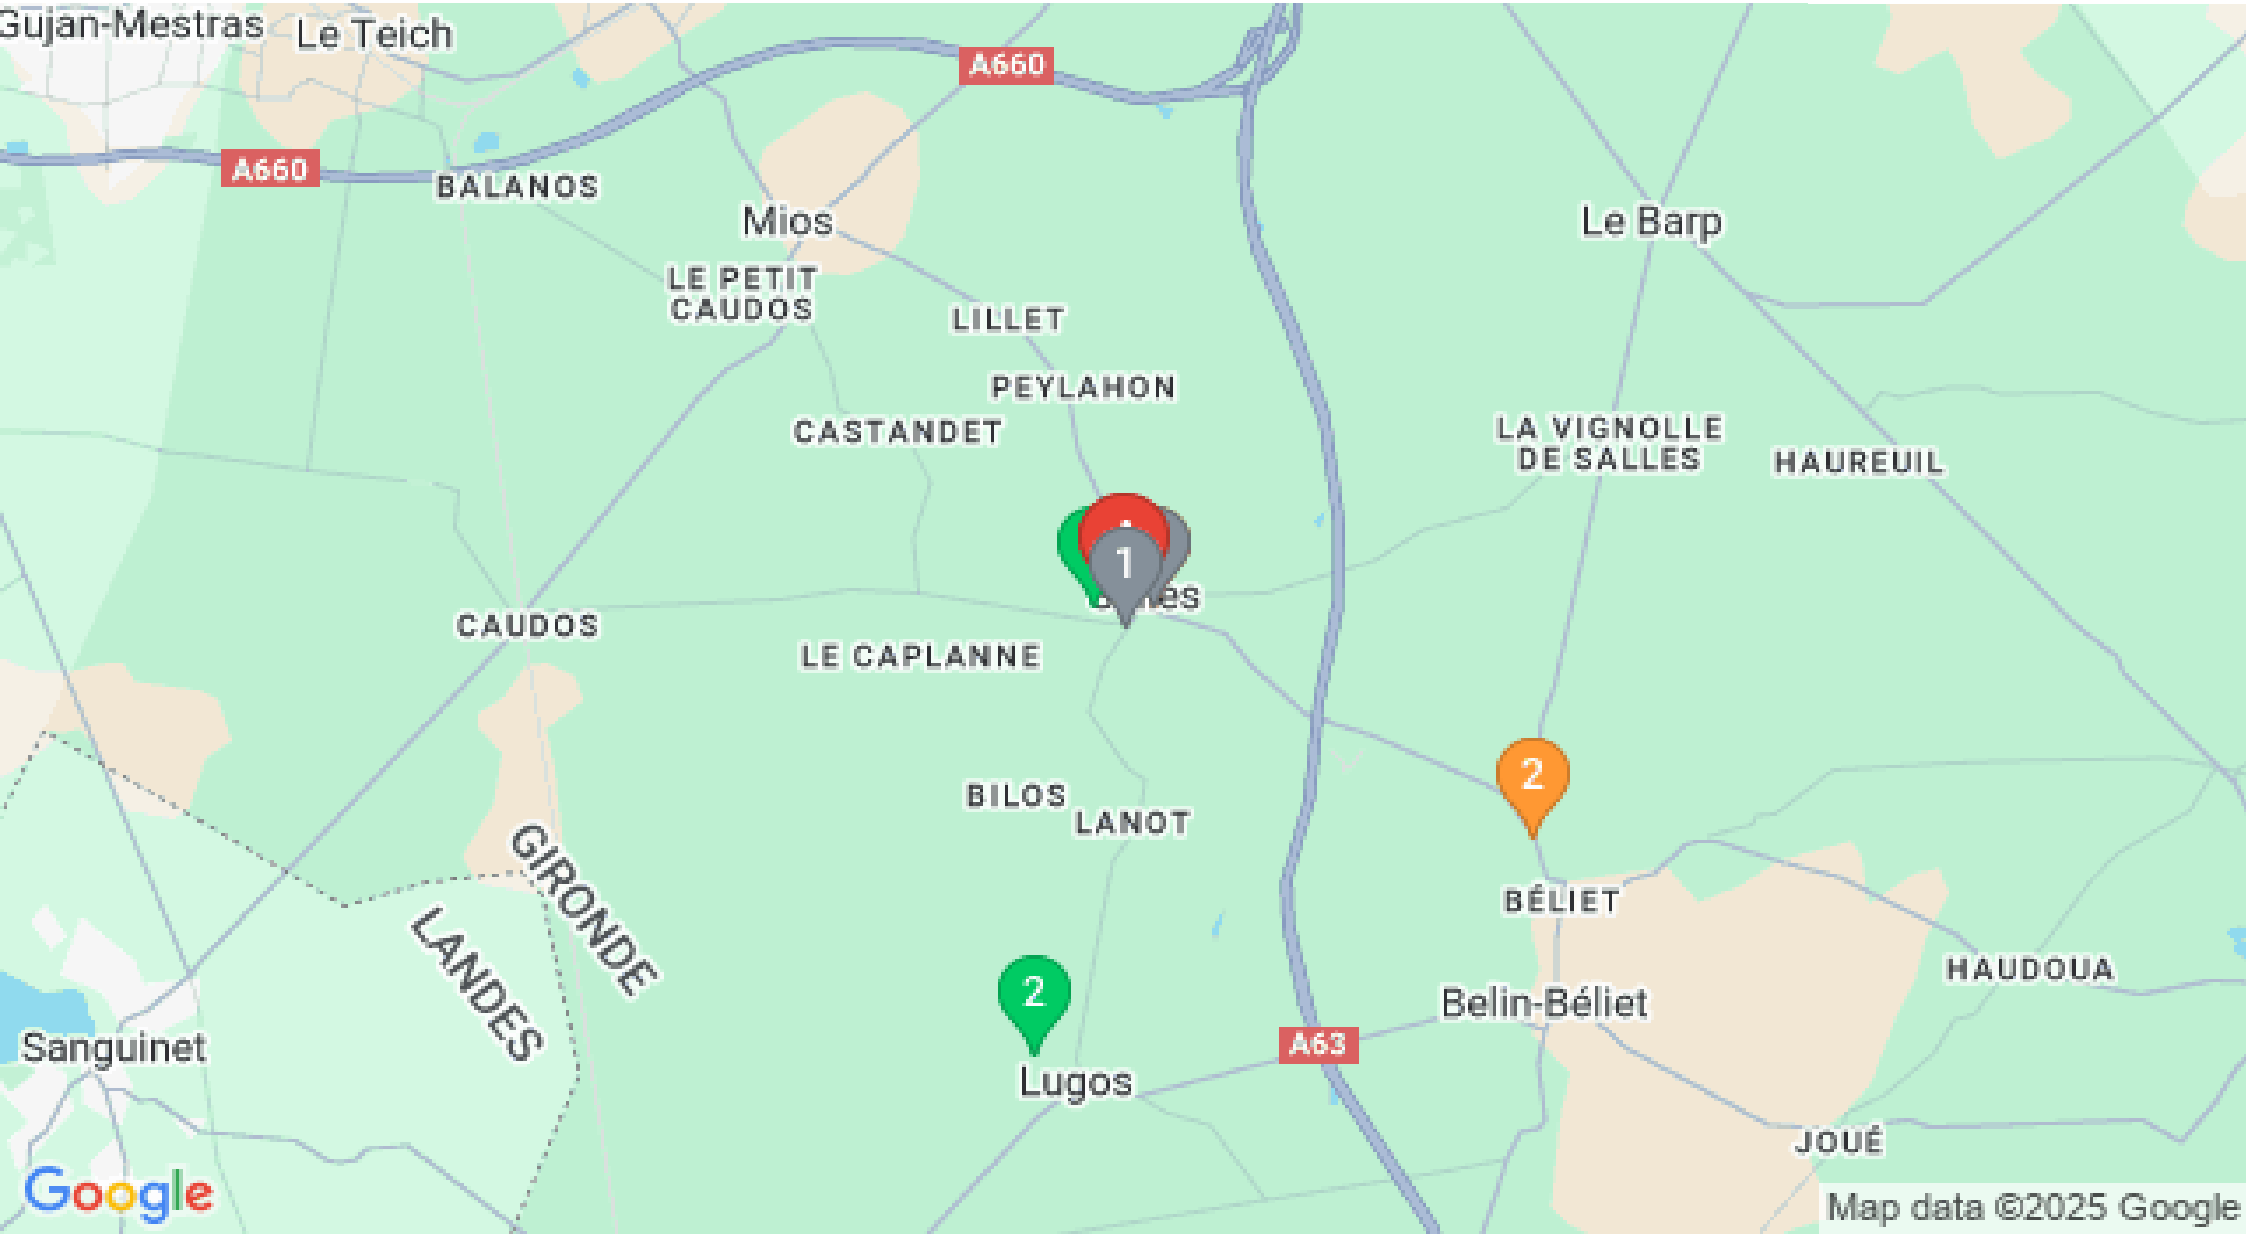 Gujan-Mestras
Le Teich
A660
A660
BALANOS
Mios
Le Barp
LE PETIT
CAUDOS
LILLET
PEYLAHON
CASTANDET
LA VIGNOLLE
DE SALLES
HAUREUIL
1
CAUDOS
LE CAPLANNE
2
BILOS
LANOT
GIRONDE
LANDES
BÉLIET
HAUDOUA
2
Belin-Béliet
Sanguinet
A63
Lugos
JOUÉ
Google
Map data ©2025 Google